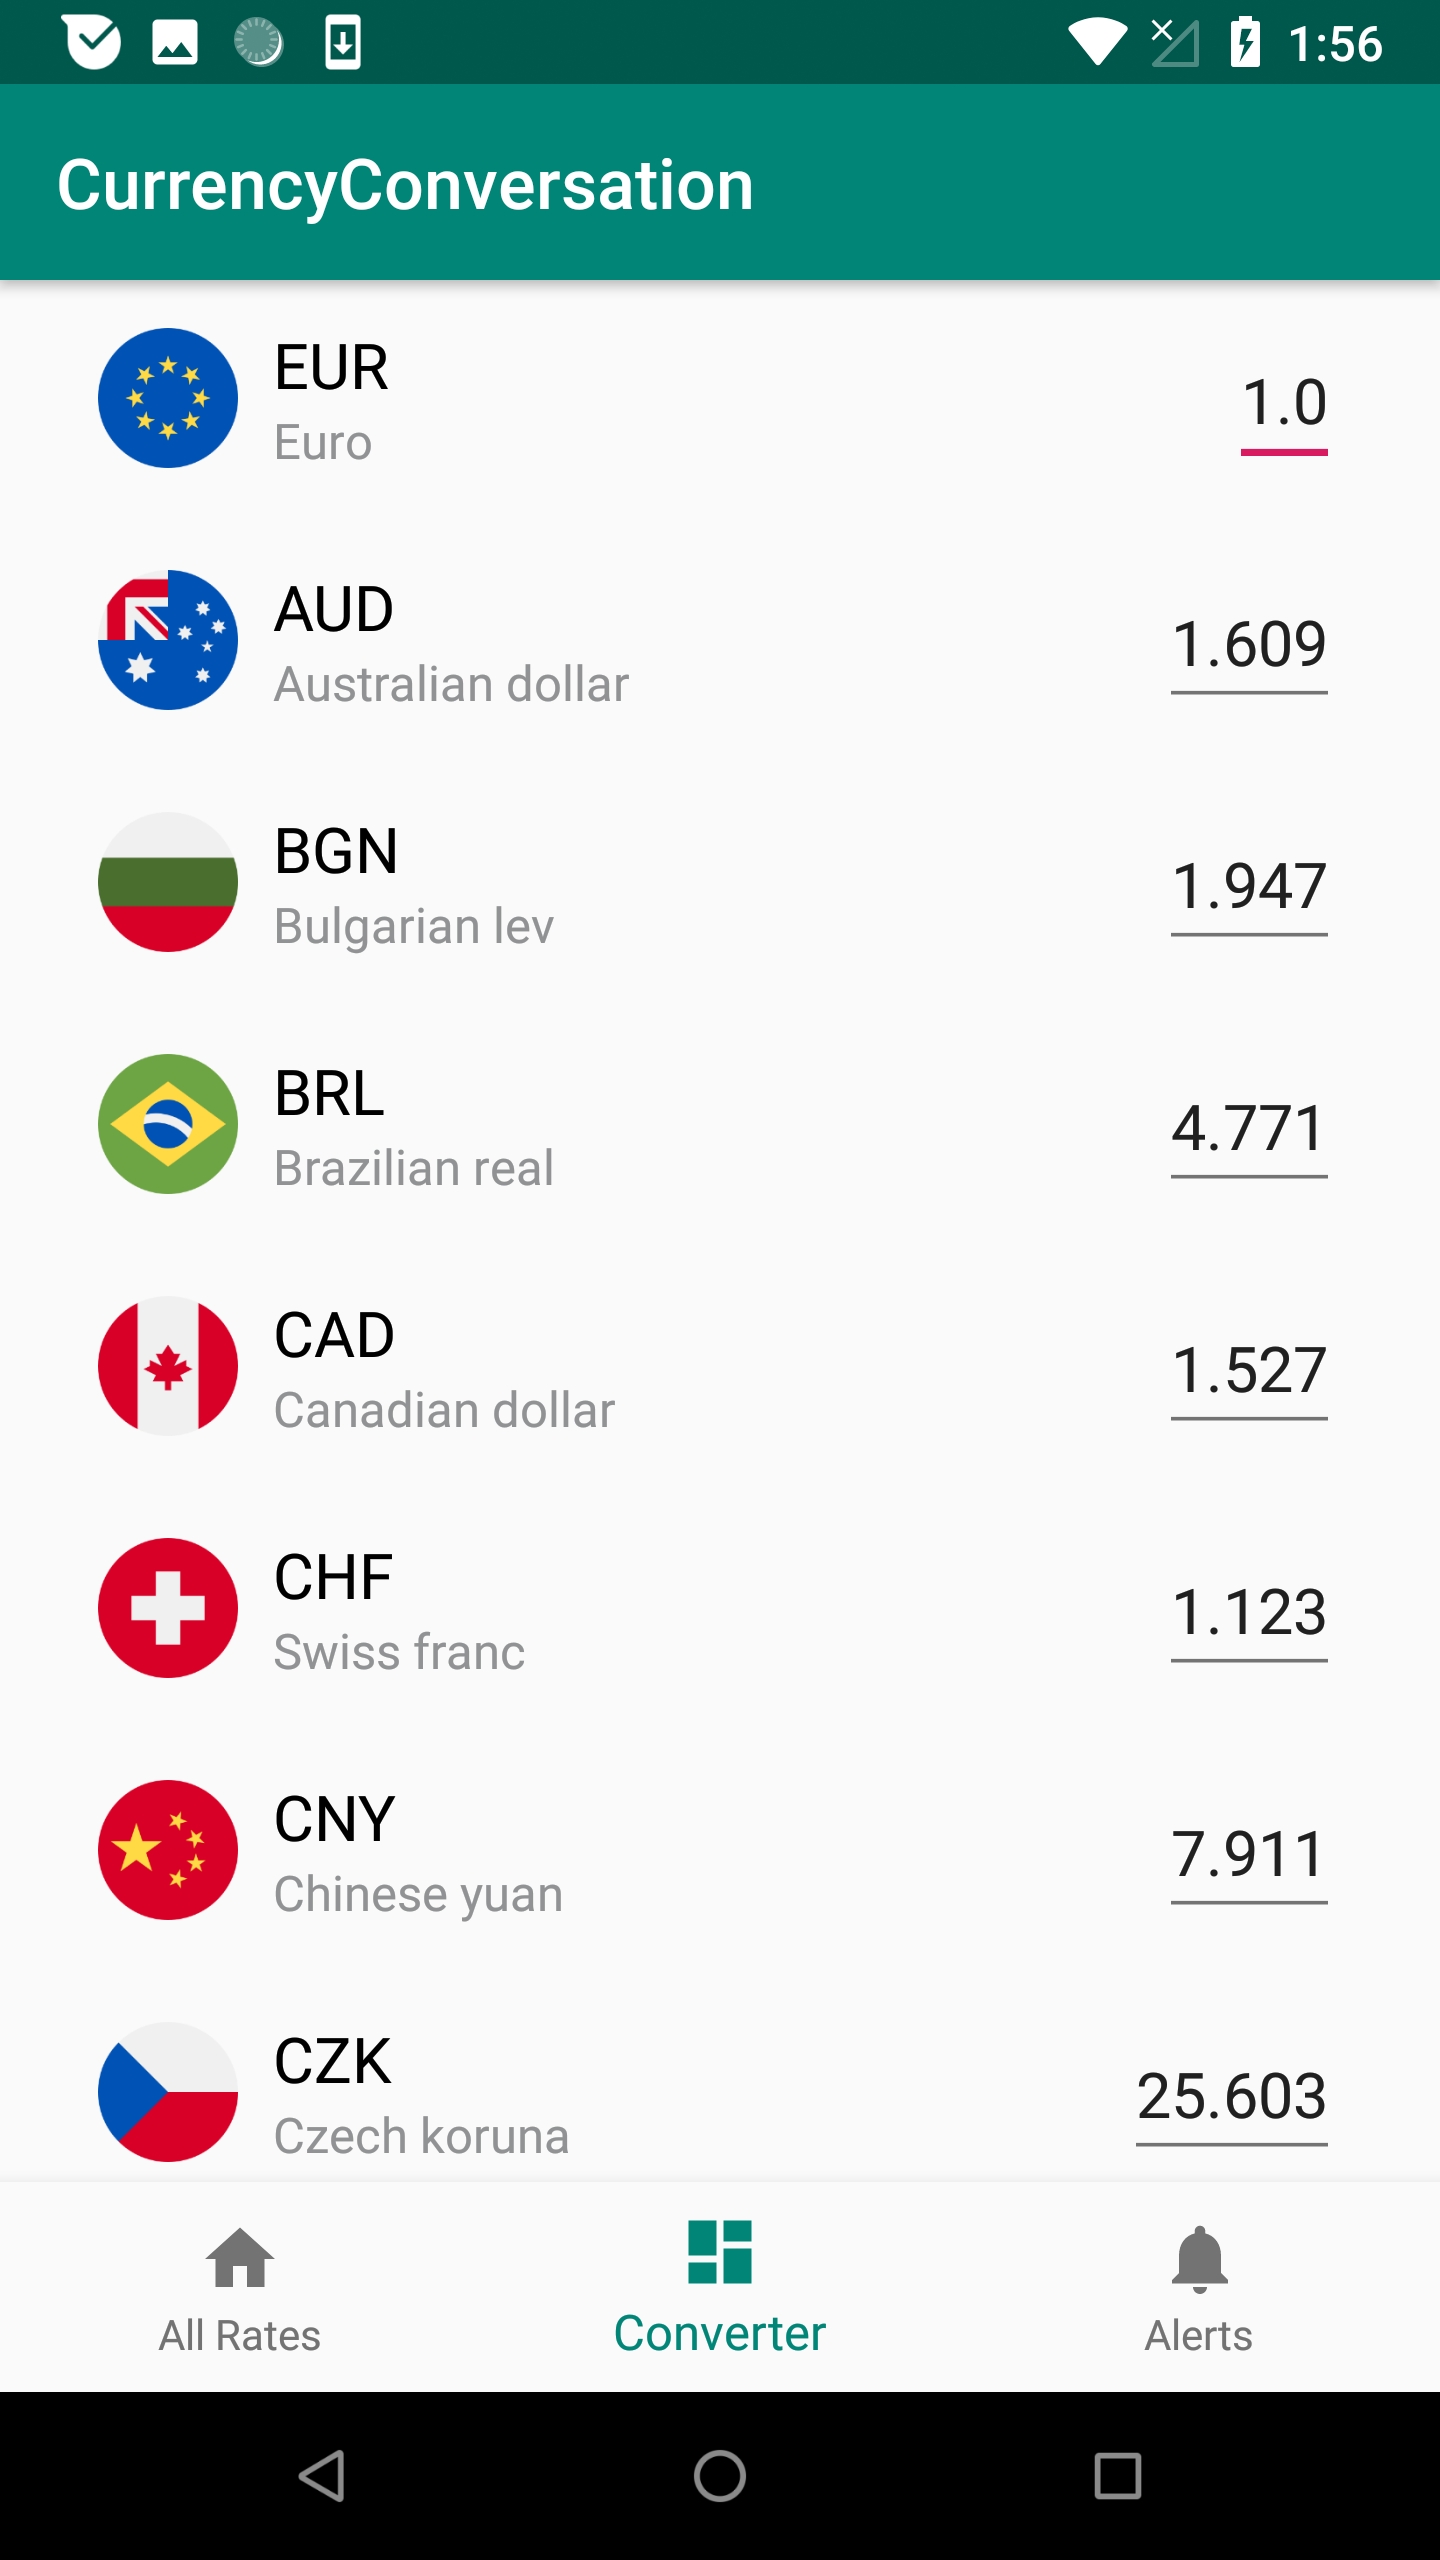 1:56
CurrencyConversation
EUR
Euro
1.0
AUD
Australian dollar
1.609
BGN
Bulgarian lev
1.947
BRL
Brazilian real
4.771
CAD
Canadian dollar
1.527
CHF
Swiss franc
1.123
CNY
Chinese yuan
7.911
CZK
Czech koruna
25.603
All Rates
Converter
Alerts